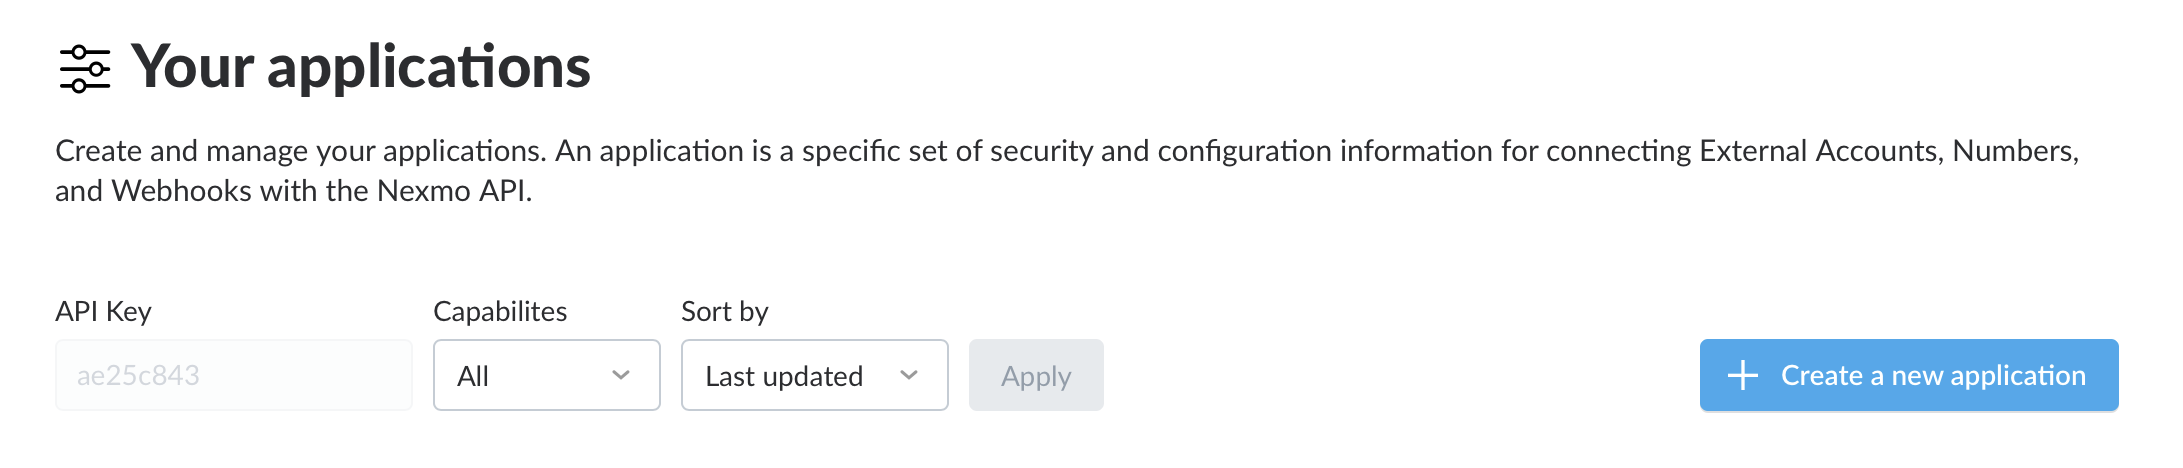 Your applications
Create and manage your applications. An application is a specific set of security and configuration information for connecting External Accounts, Numbers,
and Webhooks with the Nexmo API.
API Key
Capabilites
Sort by
ae25c843
All
Last updated
Apply
Create a new application